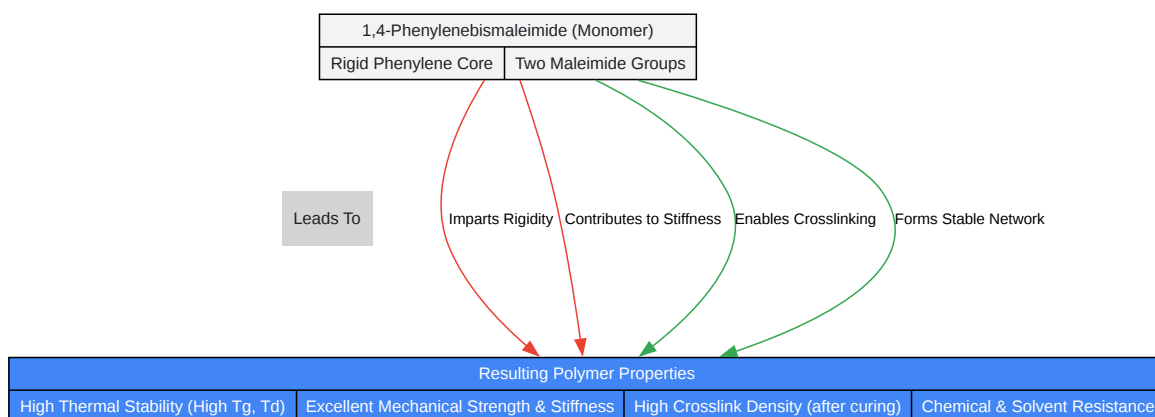 1,4-Phenylenebismaleimide (Monomer)
Rigid Phenylene Core
Two Maleimide Groups
Leads To
Imparts Rigidity
Contributes to Stiffness
Enables Crosslinking
Forms Stable Network
Resulting Polymer Properties
High Thermal Stability (High Tg, Td)
Excellent Mechanical Strength & Stiffness
High Crosslink Density (after curing)
Chemical & Solvent Resistance